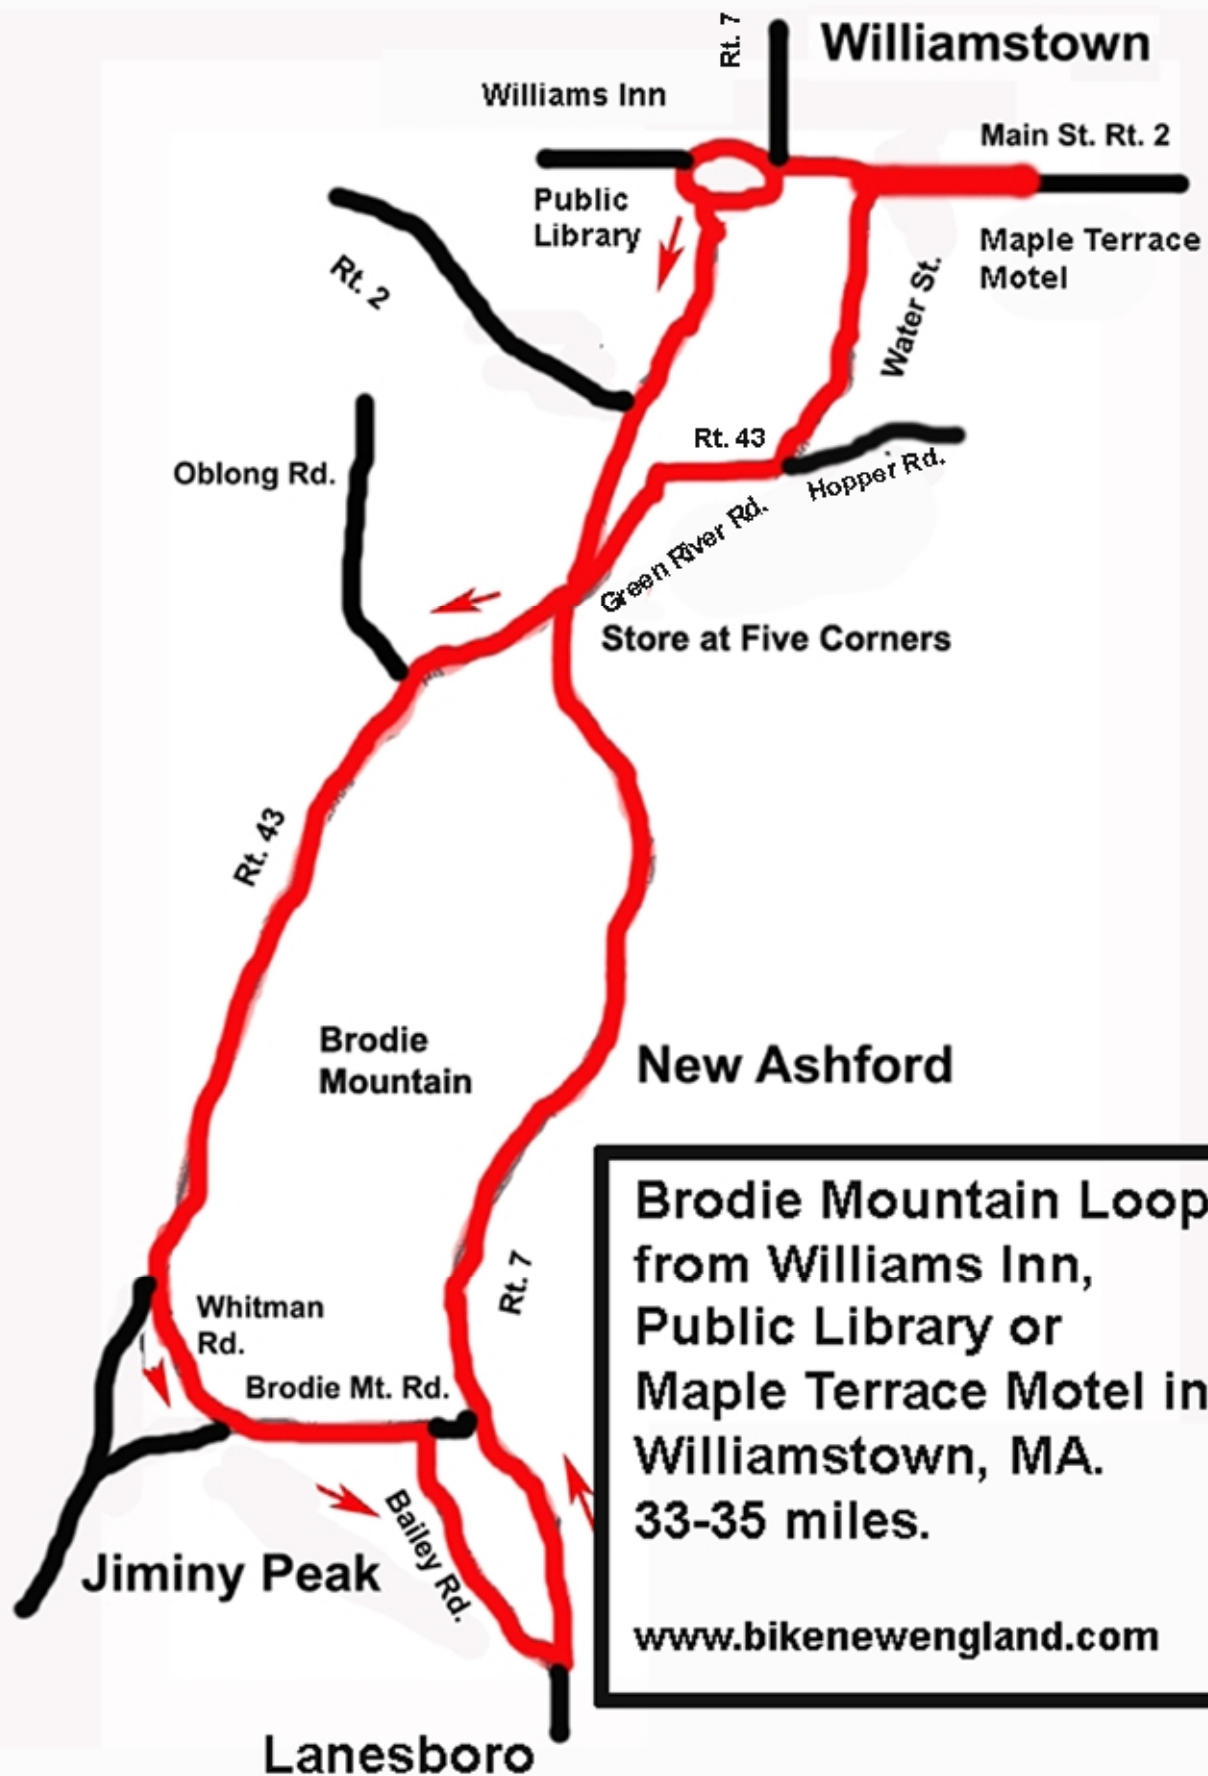 Rt. 7
Williamstown
Williams Inn
Main St. Rt. 2
Public
Library
Maple Terrace
Motel
Rt. 2
Water St.
Rt. 43
Oblong Rd.
Hopper Rd.
Green River Rd.
Store at Five Corners
Rt. 43
Brodie
Mountain
New Ashford
Rt. 7
Whitman
Rd.
Brodie Mt. Rd.
Bailey Rd.
Jiminy Peak
Lanesboro
Brodie Mountain Loop
from Williams Inn,
Public Library or
Maple Terrace Motel in
Williamstown, MA.
33-35 miles.
www.bikenewengland.com